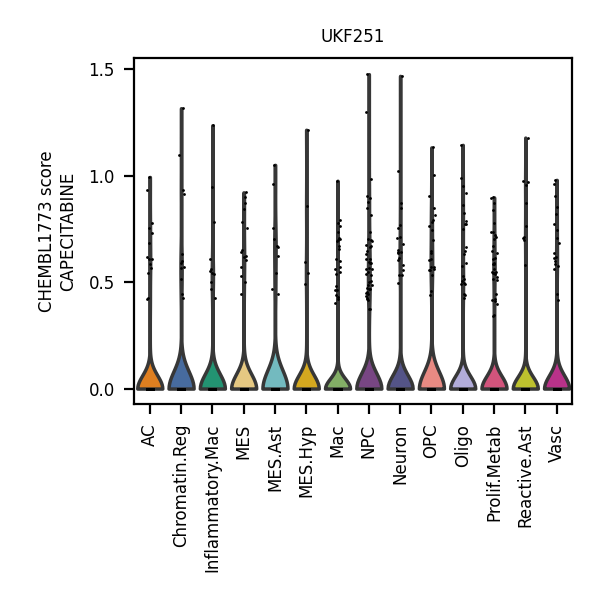 UKF251
CHEMBL1773 score
CAPECITABINE
1.5
1.0
0.5
0.0
AC
Chromatin.Reg
Inflammatory.Mac
MES
MES.Ast
MES.Hyp
Mac
NPC
Neuron
OPC
Oligo
Prolif.Metab
Reactive.Ast
Vasc